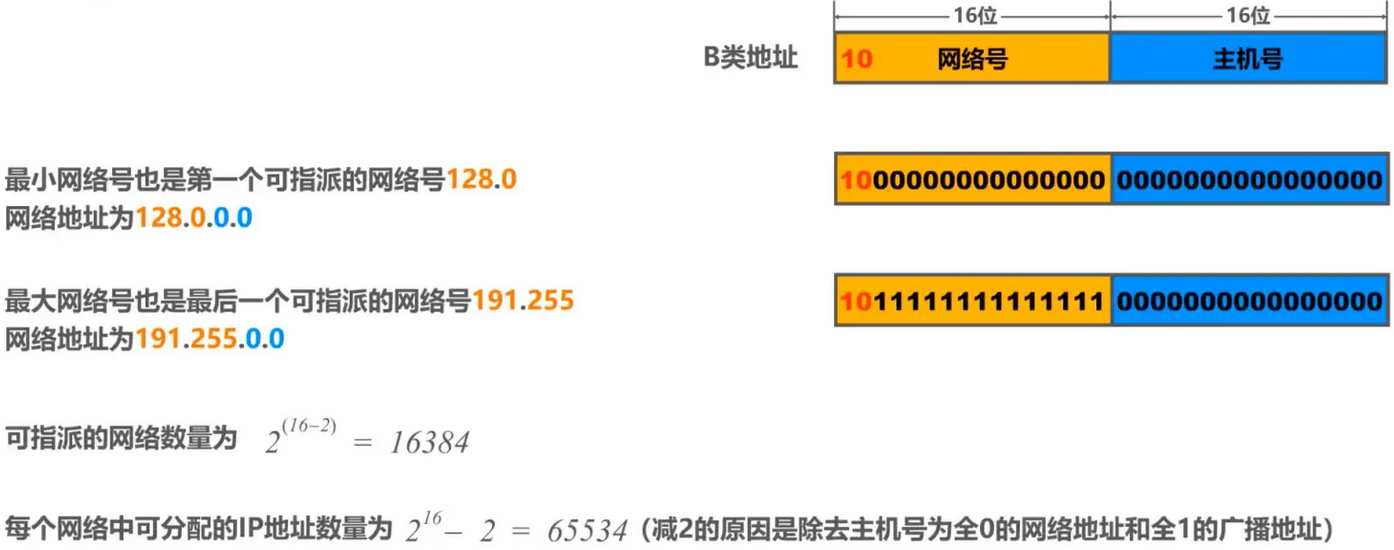 16位 16位
B类地址 10 网络号 主机号
最小网络号也是第一个可指派的网络号128.0
网络地址为128.0.0.0
1000000000000000 0000000000000000
最大网络号也是最后一个可指派的网络号191.255
网络地址为191.255.0.0
1011111111111111 0000000000000000
可指派的网络数量为 2^(16-2) = 16384
每个网络中可分配的IP地址数量为 2^16 - 2 = 65534 (减2的原因是除去主机号为全0的网络地址和全1的广播地址)